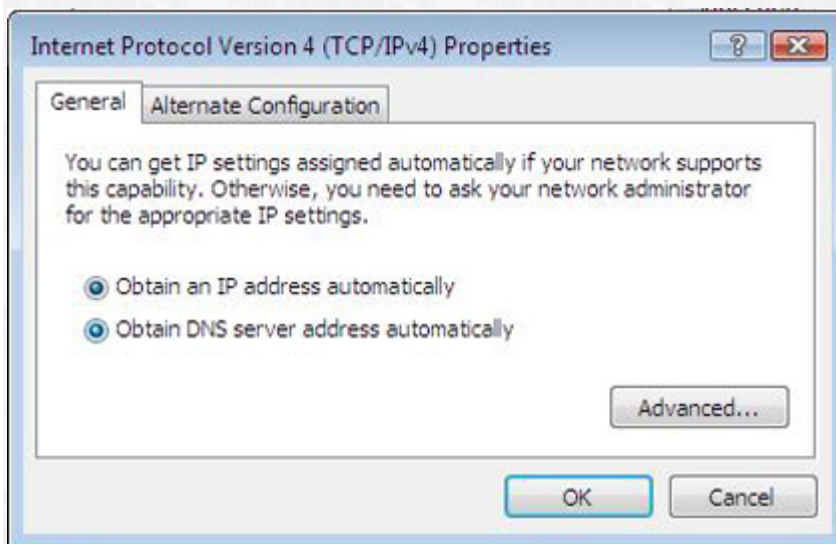 Internet Protocol Version 4 (TCP/IPv4) Properties
General
Alternate Configuration
You can get IP settings assigned automatically if your network supports
this capability. Otherwise, you need to ask your network administrator
for the appropriate IP settings.
Obtain an IP address automatically
Obtain DNS server address automatically
Advanced...
OK
Cancel